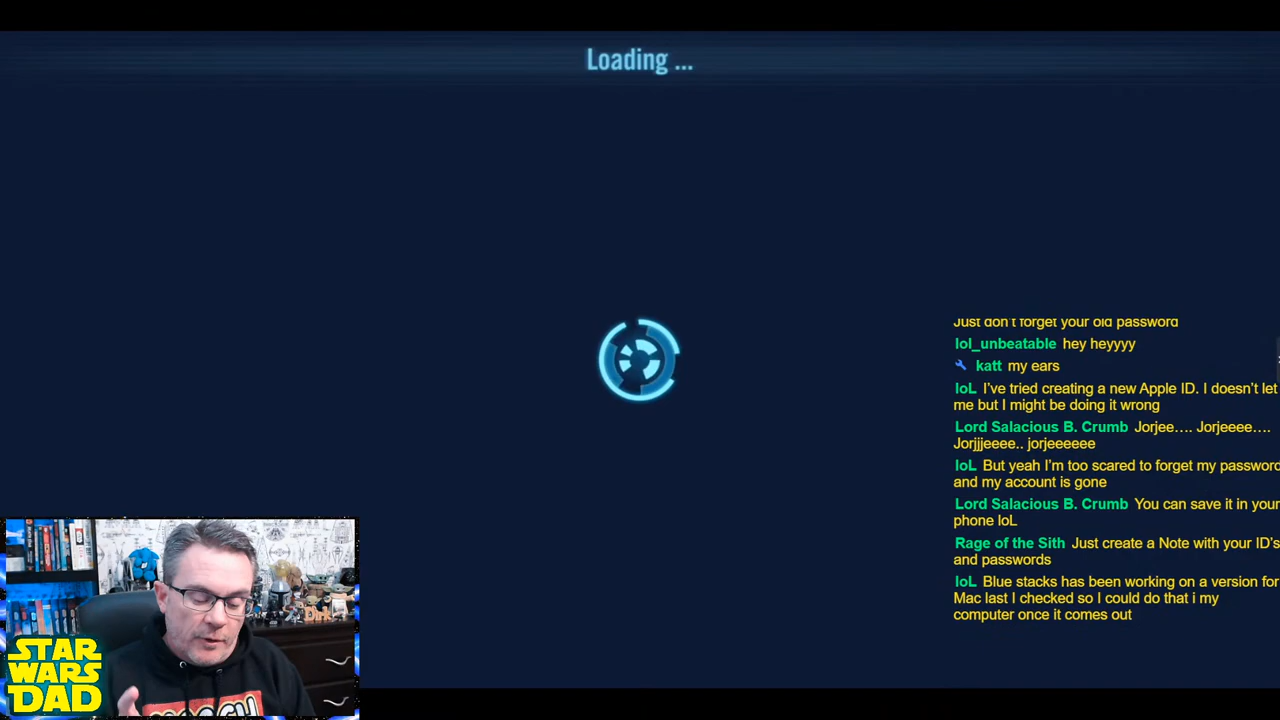 Loading ...
Just don't forget your old password
lol_unbeatable hey heyyyy
katt my ears
loL I've tried creating a new Apple ID. I doesn't let
me but I might be doing it wrong
Lord Salacious B. Crumb Jorjee…. Jorjeeee….
Jorjjjeeee.. jorjeeeeee
loL But yeah I'm too scared to forget my password
and my account is gone
Lord Salacious B. Crumb You can save it in your
phone loL
Rage of the Sith Just create a Note with your ID's
and passwords
loL Blue stacks has been working on a version for
Mac last I checked so I could do that i my
computer once it comes out
STAR
WARS
DAD